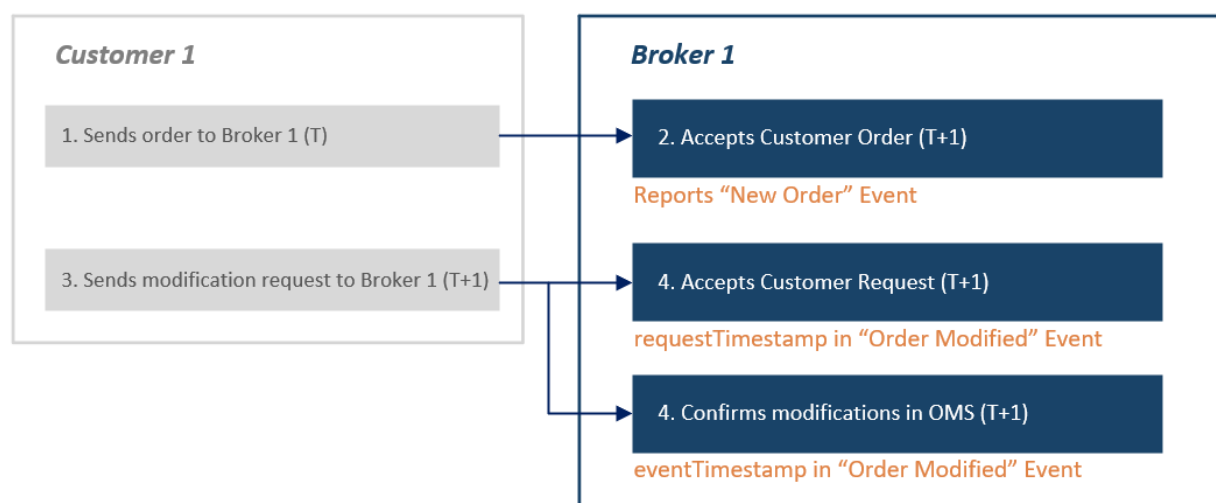 Customer 1
1. Sends order to Broker 1 (T)
3. Sends modification request to Broker 1 (T+1)
Broker 1
2. Accepts Customer Order (T+1)
Reports “New Order” Event
4. Accepts Customer Request (T+1)
requestTimestamp in “Order Modified” Event
4. Confirms modifications in OMS (T+1)
eventTimestamp in “Order Modified” Event